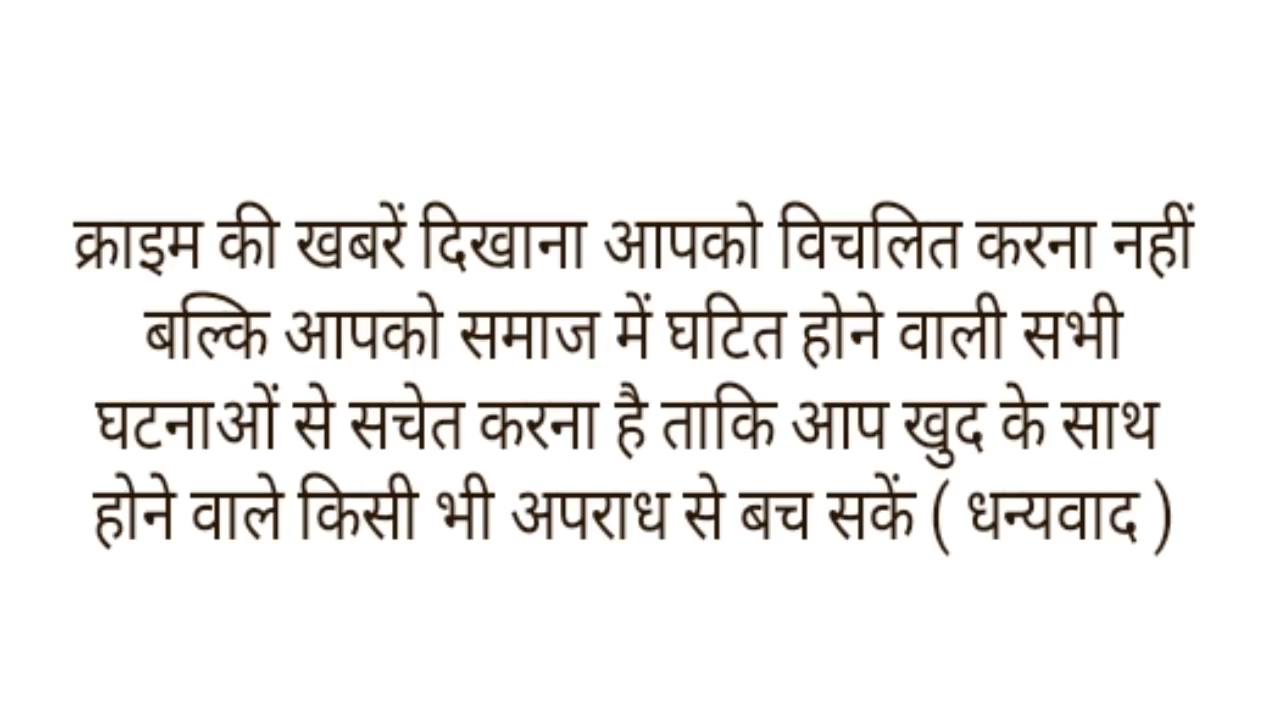 क्राइम की खबरें दिखाना आपको विचलित करना नहीं
बल्कि आपको समाज में घटित होने वाली सभी
घटनाओं से सचेत करना है ताकि आप खुद के साथ
होने वाले किसी भी अपराध से बच सकें ( धन्यवाद )